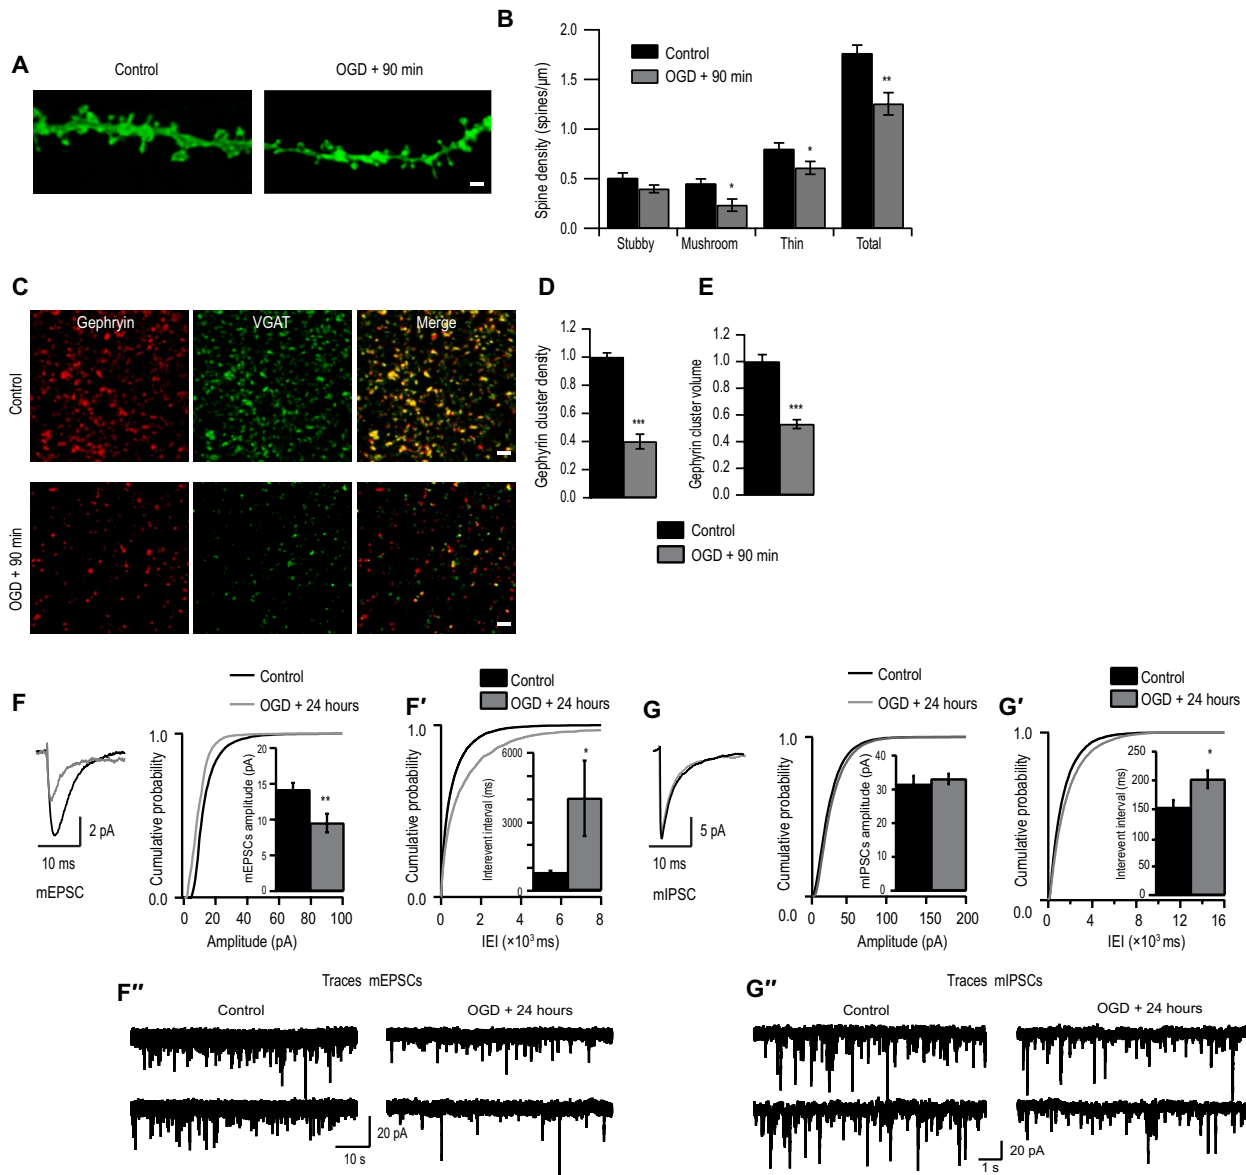 A
Control
OGD + 90 min
B
2.0
1.5
1.0
0.5
0.0
Spine density (spines/µm)
Control
OGD + 90 min
*
*
**
Stubby
Mushroom
Thin
Total
C
Gephryin
VGAT
Merge
Control
OGD + 90 min
D
1.2
1.0
0.8
0.6
0.4
0.2
0.0
Gephyrin cluster density
***
E
1.2
1.0
0.8
0.6
0.4
0.2
0.0
Gephyrin cluster volume
***
Control
OGD + 90 min
F
2 pA
10 ms
mEPSC
Control
OGD + 24 hours
1.0
0.0
Cumulative probability
0 20 40 60 80 100
Amplitude (pA)
20
15
10
5
0
mEPSCs amplitude (pA)
**
F′
Control
OGD + 24 hours
1.0
0.0
Cumulative probability
0 2 4 6 8
IEI (×10³ ms)
6000
3000
0
Interevent interval (ms)
*
G
5 pA
10 ms
mIPSC
Control
OGD + 24 hours
1.0
0.0
Cumulative probability
0 50 100 150 200
Amplitude (pA)
40
30
20
10
0
mIPSCs amplitude (pA)
G′
Control
OGD + 24 hours
1.0
0.0
Cumulative probability
0 4 8 12 16
IEI (×10³ ms)
250
200
150
100
50
0
Interevent interval (ms)
*
F″
Traces mEPSCs
Control
OGD + 24 hours
20 pA
10 s
G″
Traces mIPSCs
Control
OGD + 24 hours
20 pA
1 s